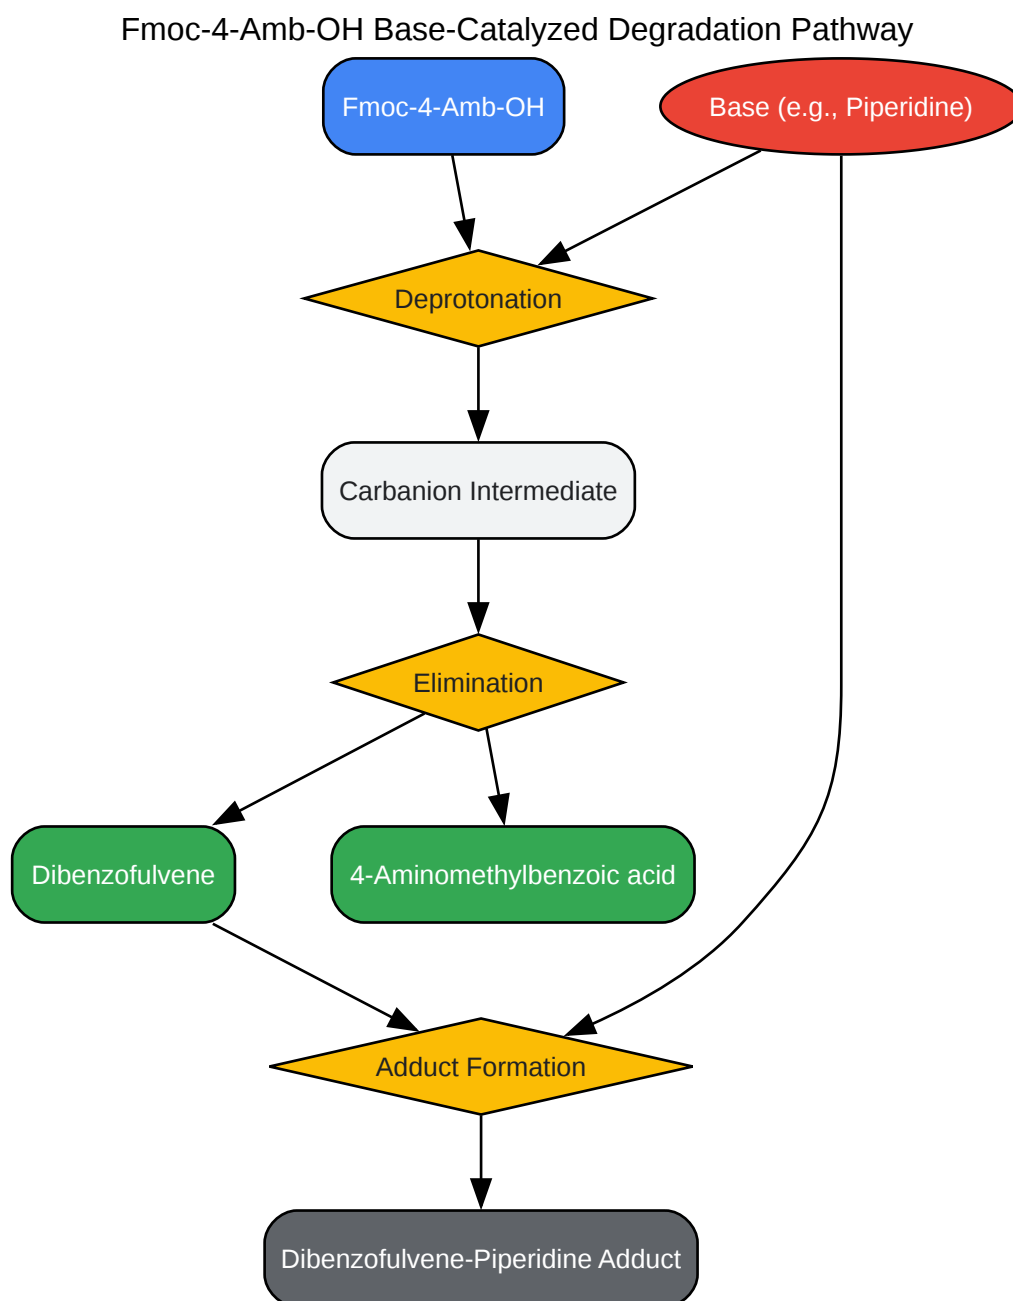 Fmoc-4-Amb-OH Base-Catalyzed Degradation Pathway
Fmoc-4-Amb-OH
Base (e.g., Piperidine)
Deprotonation
Carbanion Intermediate
Elimination
Dibenzofulvene
4-Aminomethylbenzoic acid
Adduct Formation
Dibenzofulvene-Piperidine Adduct